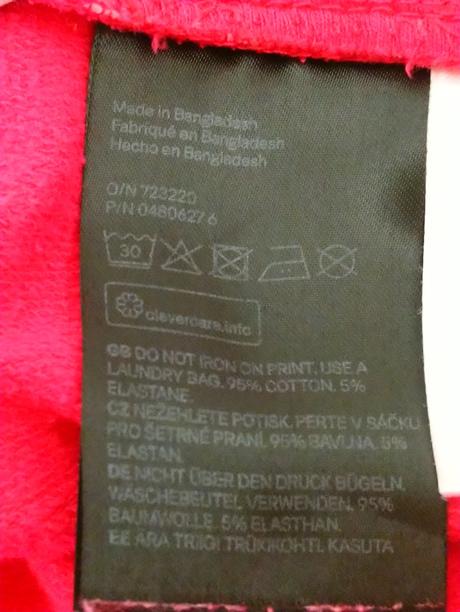 Made in Bangladesh
Fabriqué en Bangladesh
Hecho en Bangladesh
O/N 723220
P/N 0480627 6
30
clevercare.info
GB DO NOT IRON ON PRINT. USE A
LAUNDRY BAG. 95% COTTON. 5%
ELASTANE.
CZ NEŽEHLETE POTISK. PERTE V SÁČKU
PRO ŠETRNÉ PRANÍ. 95% BAVLNA. 5%
ELASTAN.
DE NICHT ÜBER DEN DRUCK BÜGELN.
WÄSCHEBEUTEL VERWENDEN. 95%
BAUMWOLLE. 5% ELASTHAN.
EE ÄRA TRIIGI TRÜKIKOHTI. KASUTA